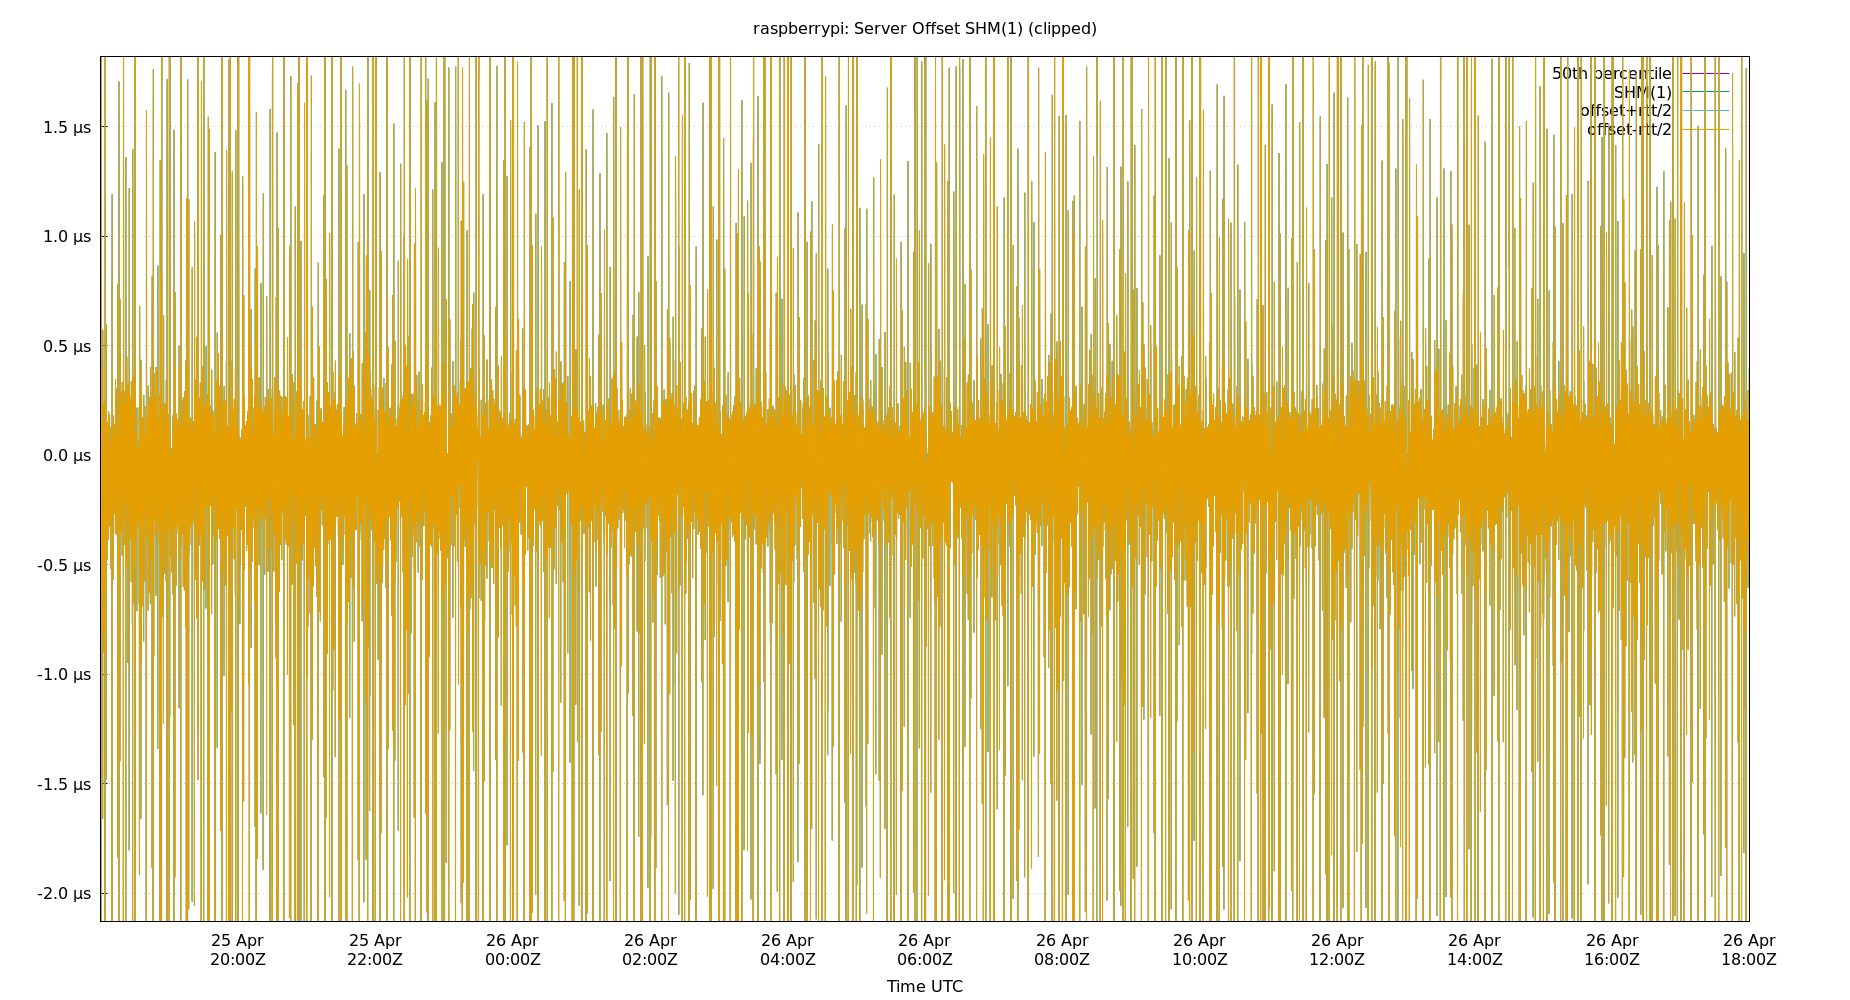 raspberrypi: Server Offset SHM(1) (clipped)
50th percentile
SHM(1)
offset+rtt/2
offset-rtt/2
1.5 µs
1.0 µs
0.5 µs
0.0 µs
-0.5 µs
-1.0 µs
-1.5 µs
-2.0 µs
25 Apr 25 Apr 26 Apr 26 Apr 26 Apr 26 Apr 26 Apr 26 Apr 26 Apr 26 Apr 26 Apr 26 Apr
20:00Z 22:00Z 00:00Z 02:00Z 04:00Z 06:00Z 08:00Z 10:00Z 12:00Z 14:00Z 16:00Z 18:00Z
Time UTC